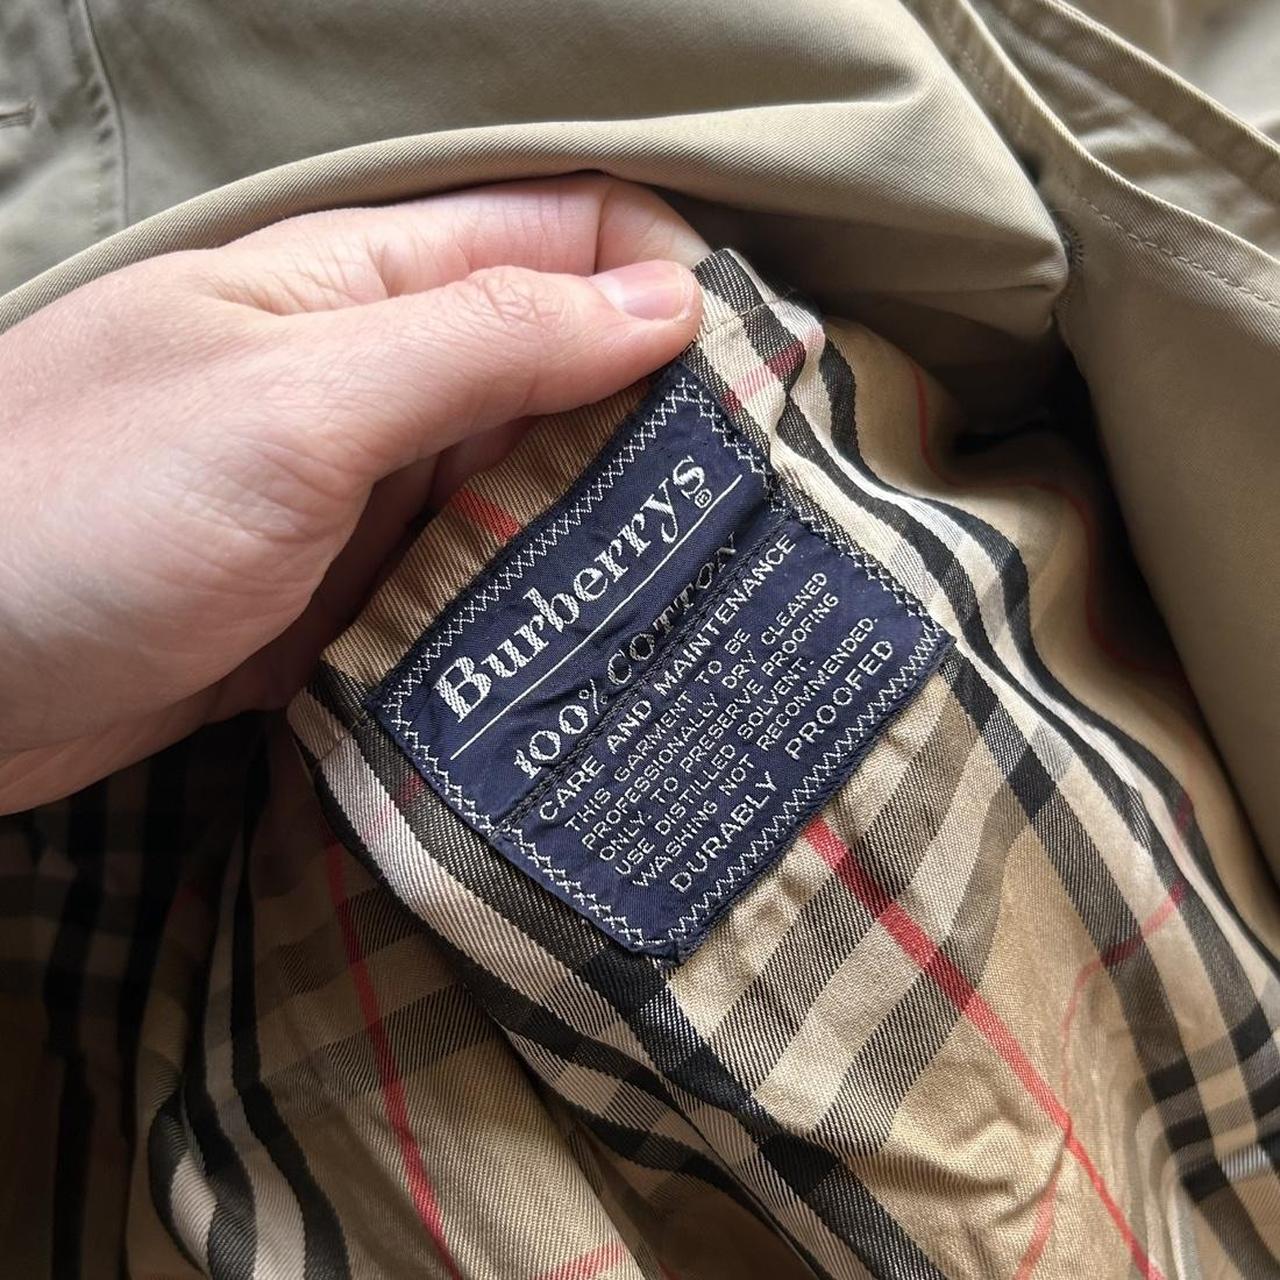 Burberrys®
100% COTTON
CARE AND MAINTENANCE
THIS GARMENT TO BE
PROFESSIONALLY DRY CLEANED
ONLY. TO PRESERVE PROOFING
USE DISTILLED SOLVENT.
WASHING NOT RECOMMENDED.
DURABLY PROOFED